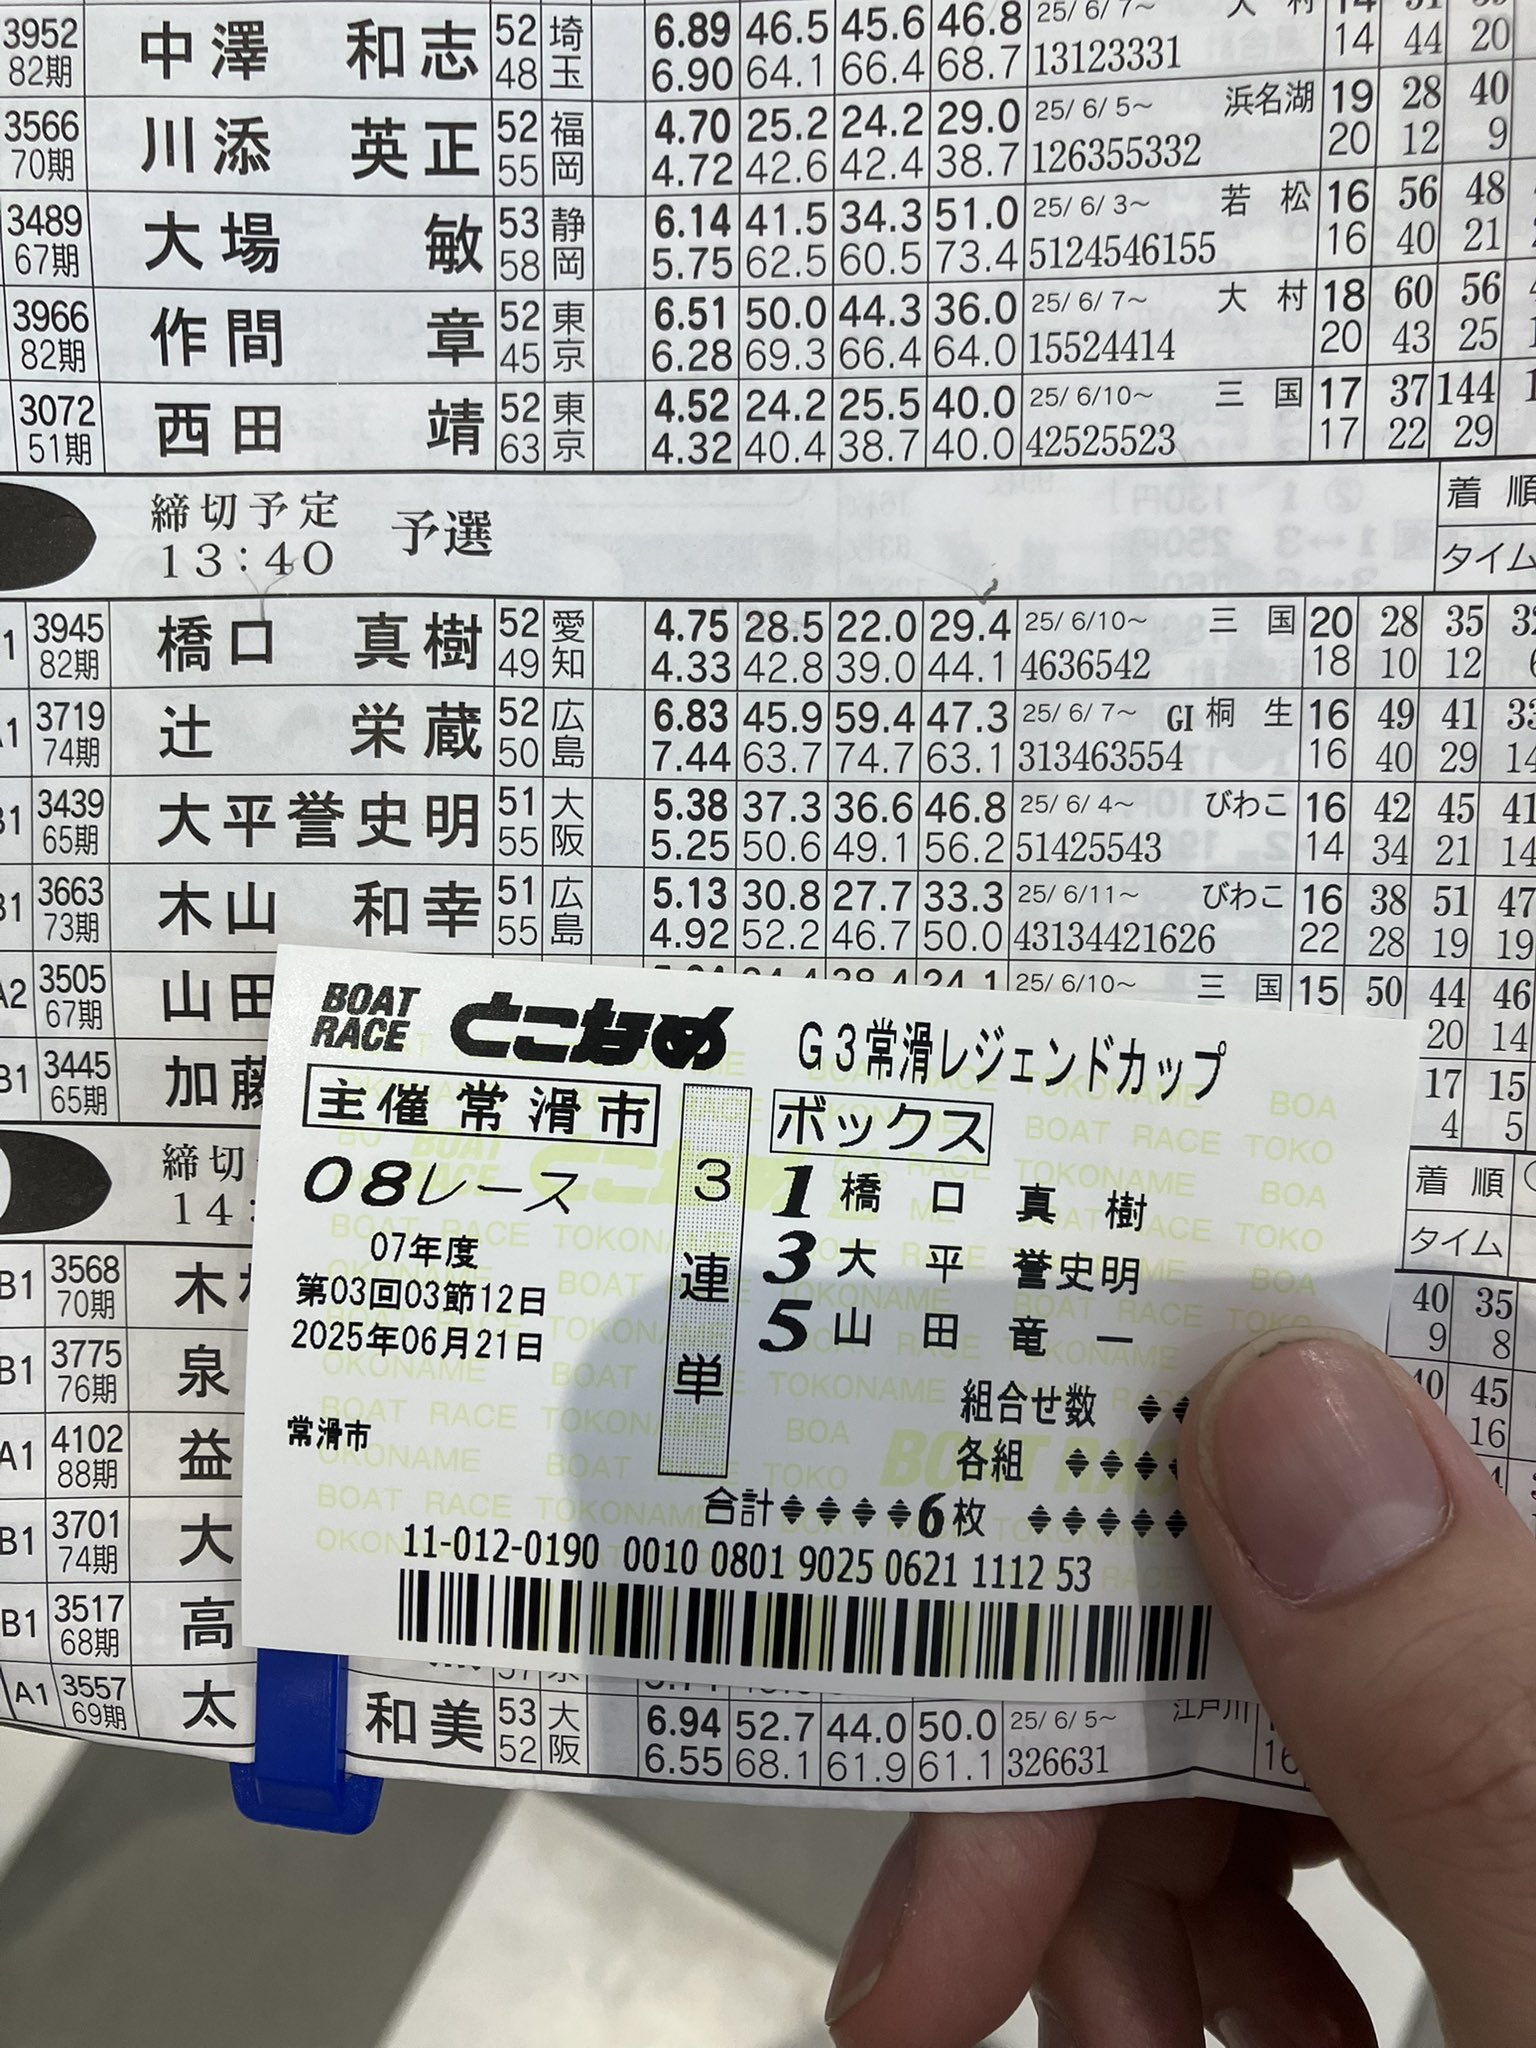 3952 中澤 和志 52 埼 6.89 46.5 45.6 46.8 25/ 6/ 7~ 大 村 14
82期 48 玉 6.90 64.1 66.4 68.7 13123331 14 44 20
3566 川添 英正 52 福 4.70 25.2 24.2 29.0 25/ 6/ 5~ 浜名湖 19 28 40
70期 55 岡 4.72 42.6 42.4 38.7 126355332 20 12 9
3489 大場 敏 53 静 6.14 41.5 34.3 51.0 25/ 6/ 3~ 若 松 16 56 48
67期 58 岡 5.75 62.5 60.5 73.4 5124546155 16 40 21
3966 作間 章 52 東 6.51 50.0 44.3 36.0 25/ 6/ 7~ 大 村 18 60 56
82期 45 京 6.28 69.3 66.4 64.0 15524414 20 43 25
3072 西田 靖 52 東 4.52 24.2 25.5 40.0 25/ 6/10~ 三 国 17 37 144
51期 63 京 4.32 40.4 38.7 40.0 42525523 17 22 29
締切予定 予選 着 順
13:40 タイム
3945 橋口 真樹 52 愛 4.75 28.5 22.0 29.4 25/ 6/10~ 三 国 20 28 35
82期 49 知 4.33 42.8 39.0 44.1 4636542 18 10 12
3719 辻 栄蔵 52 広 6.83 45.9 59.4 47.3 25/ 6/ 7~ GI 桐 生 16 49 41 33
74期 50 島 7.44 63.7 74.7 63.1 313463554 16 40 29 14
3439 大平誉史明 51 大 5.38 37.3 36.6 46.8 25/ 6/ 4~ びわこ 16 42 45 41
65期 55 阪 5.25 50.6 49.1 56.2 51425543 14 34 21 14
3663 木山 和幸 51 広 5.13 30.8 27.7 33.3 25/ 6/11~ びわこ 16 38 51 47
73期 55 島 4.92 52.2 46.7 50.0 43134421626 22 28 19 19
A2 3505 山田 25/ 6/10~ 三 国 15 50 44 46
67期 20 14
B1 3445 加藤 17 15
65期 4 5
締切 着 順
14: タイム
B1 3568 木 40 35
70期 9 8
B1 3775 泉 45
76期 16
A1 4102 益
88期
B1 3701 大
74期
B1 3517 高
68期
A1 3557 太 和美 53 大 6.94 52.7 44.0 50.0 25/ 6/ 5~ 江戸川
69期 52 阪 6.55 68.1 61.9 61.1 326631 16
BOAT RACE とこなめ G3常滑レジェンドカップ
主催 常滑市
08レース
07年度
第03回03節12日
2025年06月21日
常滑市
3連単
ボックス
1 橋口 真樹
3 大平 誉史明
5 山田 竜一
組合せ数
各組
合計 6枚
11-012-0190 0010 0801 9025 0621 1112 53